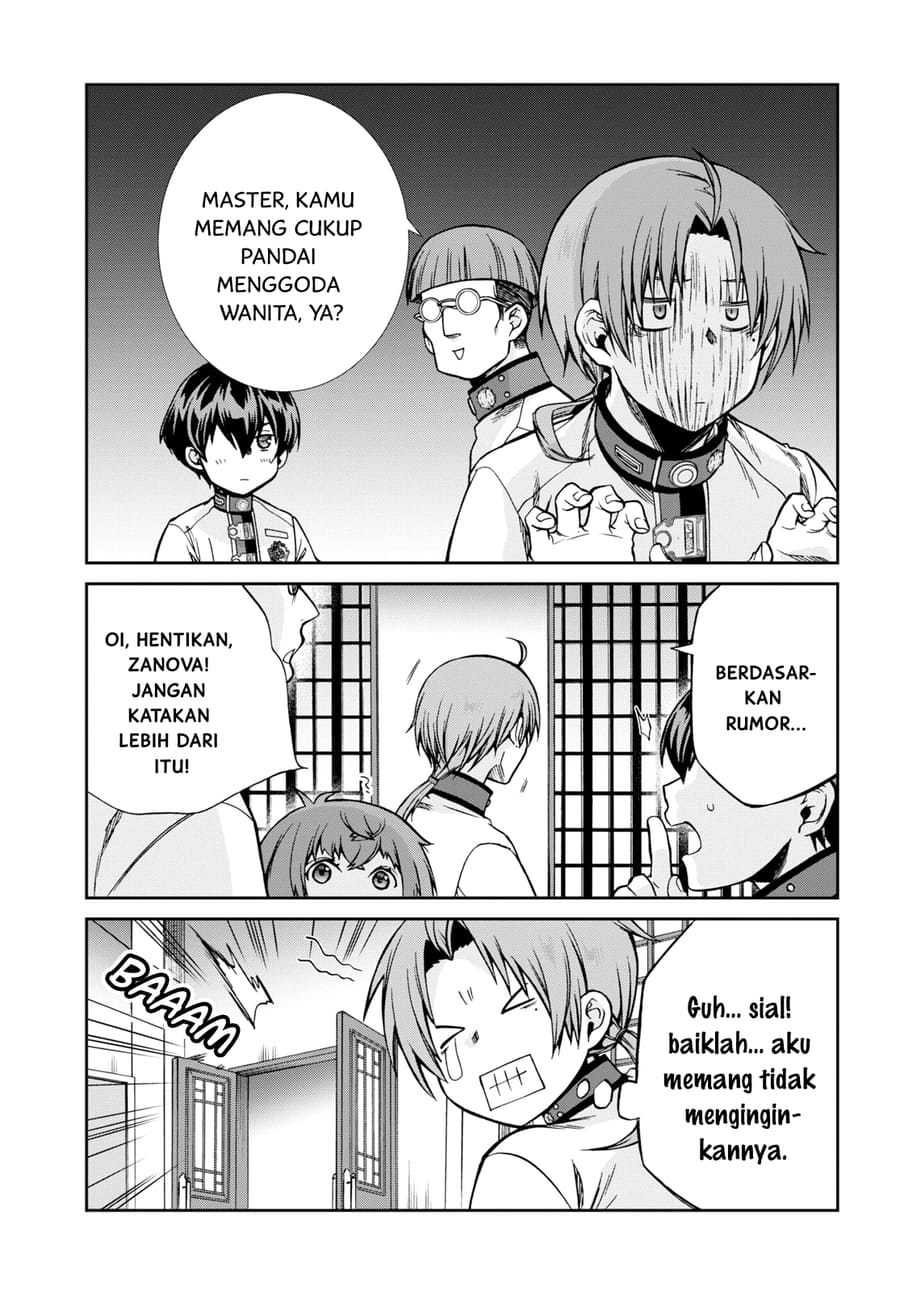 MASTER, KAMU
MEMANG CUKUP
PANDAI
MENGGODA
WANITA, YA?
BERDASAR-
KAN
RUMOR...
OI, HENTIKAN,
ZANOVA!
JANGAN
KATAKAN
LEBIH DARI
ITU!
Guh... sial!
baiklah... aku
memang tidak
mengingin-
kannya.
BAAAM